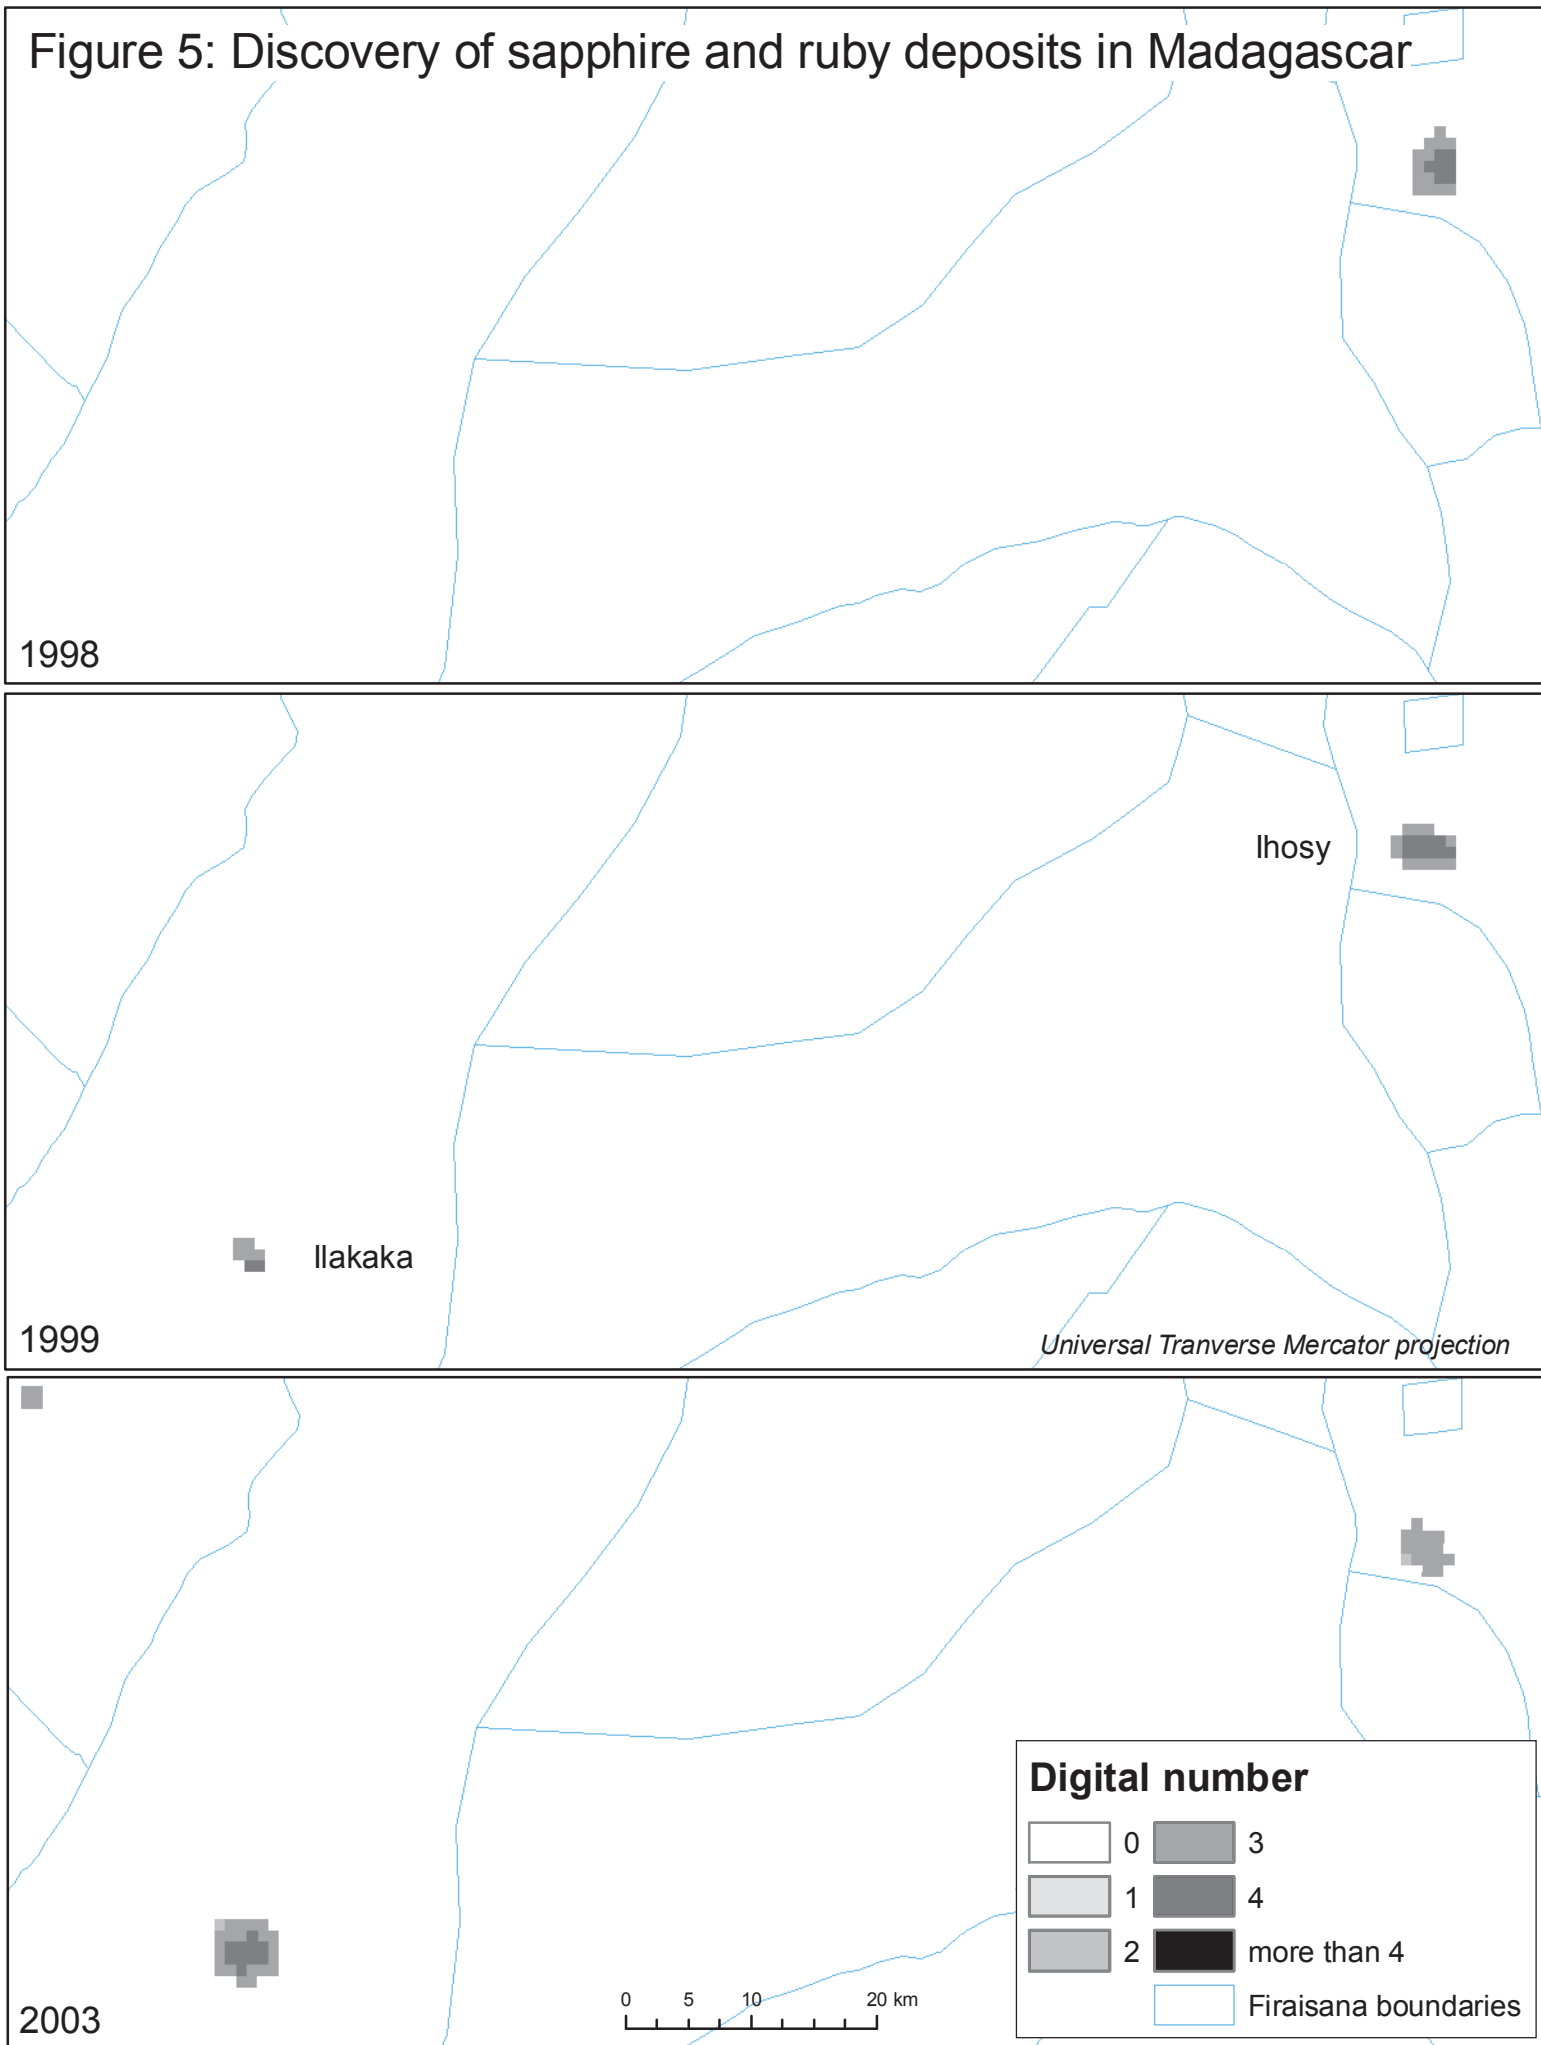 Figure 5: Discovery of sapphire and ruby deposits in Madagascar
1998
Ihosy
Ilakaka
1999
Universal Tranverse Mercator projection
Digital number
0 3
1 4
2 more than 4
Firaisana boundaries
0 5 10 20 km
2003